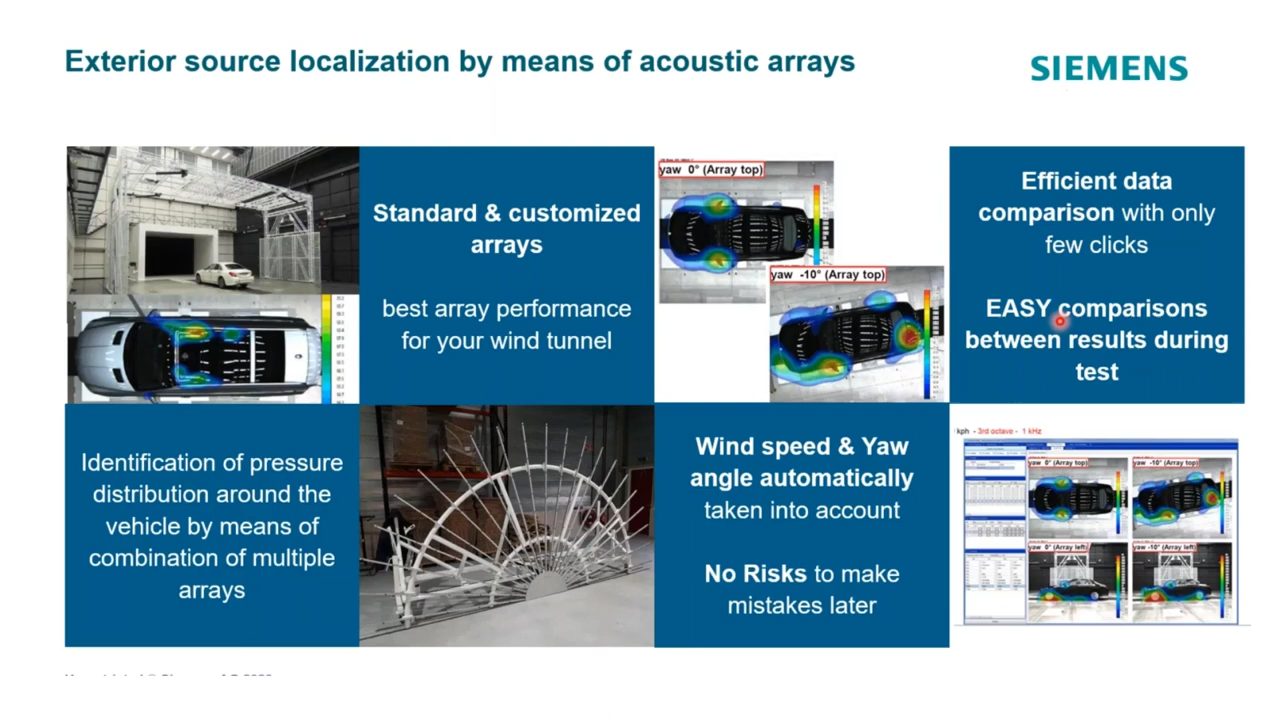 Exterior source localization by means of acoustic arrays
SIEMENS
Standard & customized
arrays
best array performance
for your wind tunnel
yaw 0° (Array top)
yaw -10° (Array top)
Efficient data
comparison with only
few clicks
EASY comparisons
between results during
test
Identification of pressure
distribution around the
vehicle by means of
combination of multiple
arrays
Wind speed & Yaw
angle automatically
taken into account
No Risks to make
mistakes later
kph - 3rd octave - 1 kHz
yaw 0° (Array top)
yaw -10° (Array top)
yaw 0° (Array left)
yaw -10° (Array left)